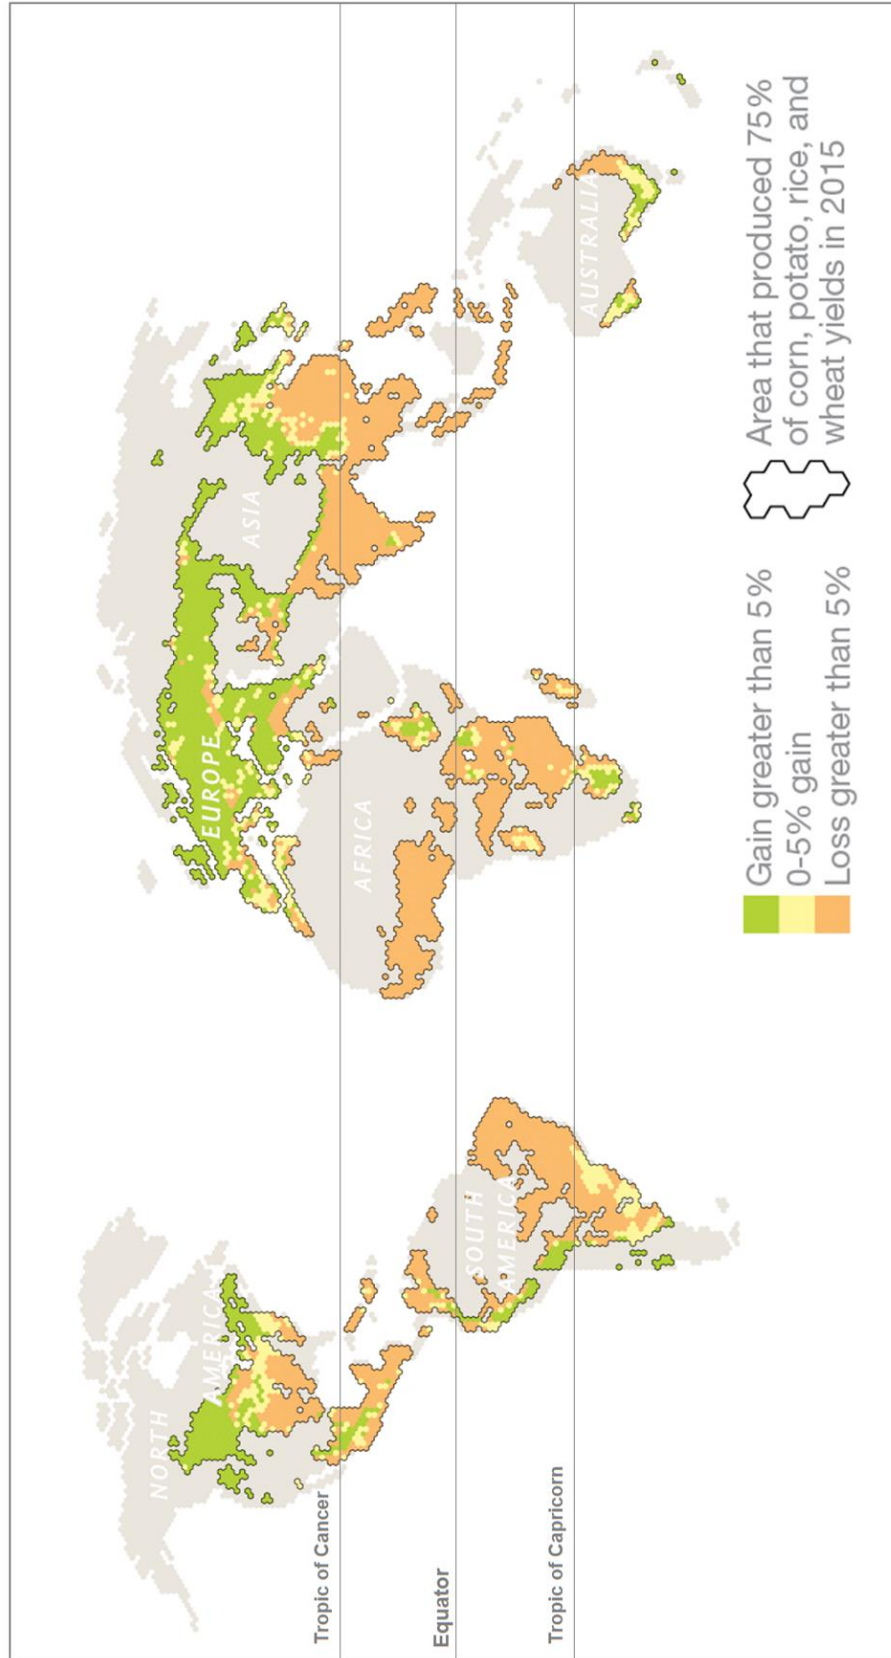 NORTH
AMERICA
EUROPE
ASIA
AFRICA
SOUTH
AMERICA
AUSTRALIA
Tropic of Cancer
Equator
Tropic of Capricorn
Gain greater than 5%
0-5% gain
Loss greater than 5%
Area that produced 75%
of corn, potato, rice, and
wheat yields in 2015